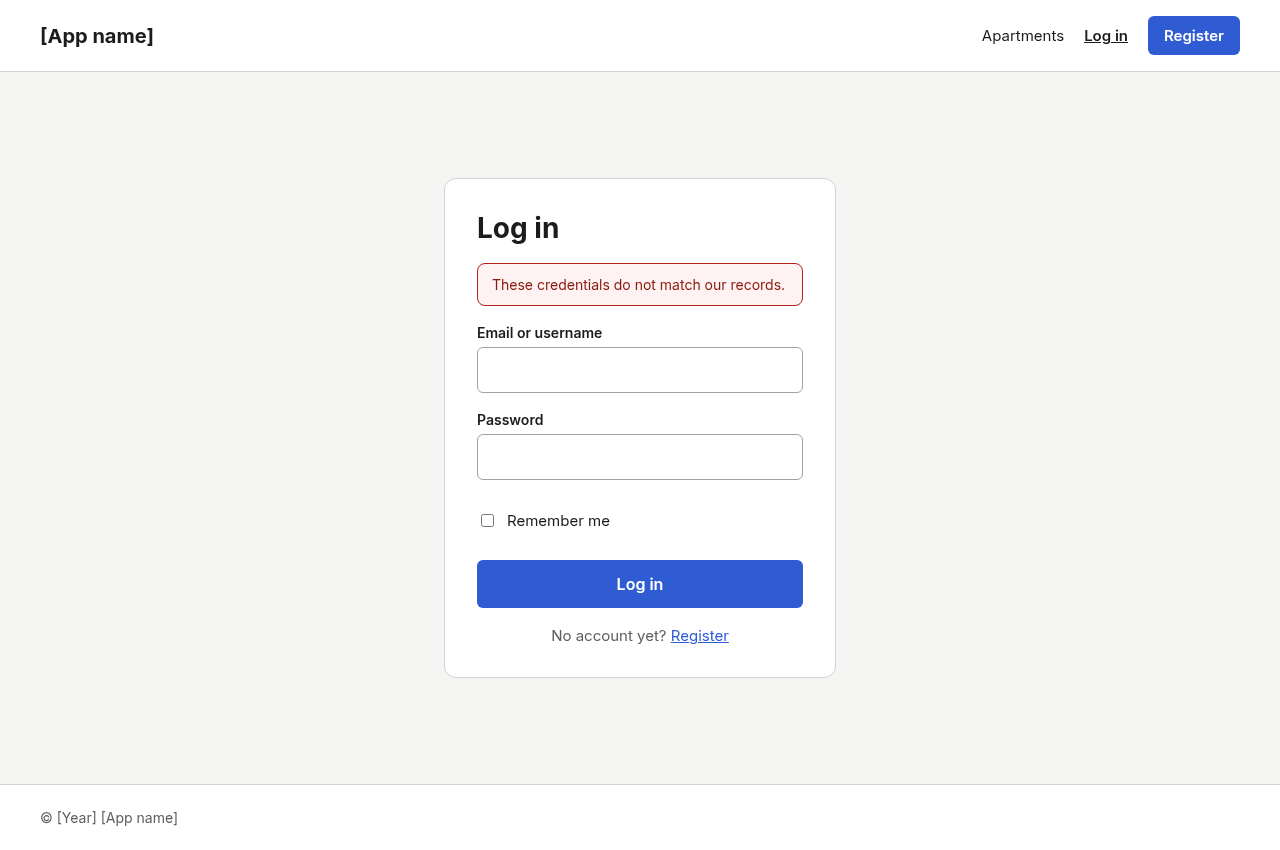 [App name]
Apartments Log in Register
Log in
These credentials do not match our records.
Email or username
Password
Remember me
Log in
No account yet? Register
© [Year] [App name]